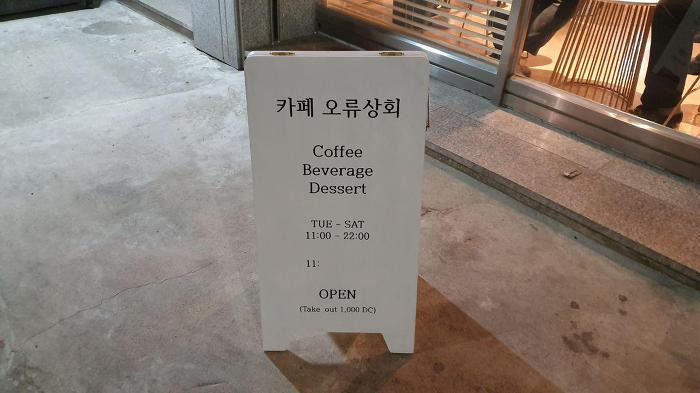 카페 오류상회
Coffee
Beverage
Dessert
TUE - SAT
11:00 - 22:00
11:
OPEN
(Take out 1,000 DC)